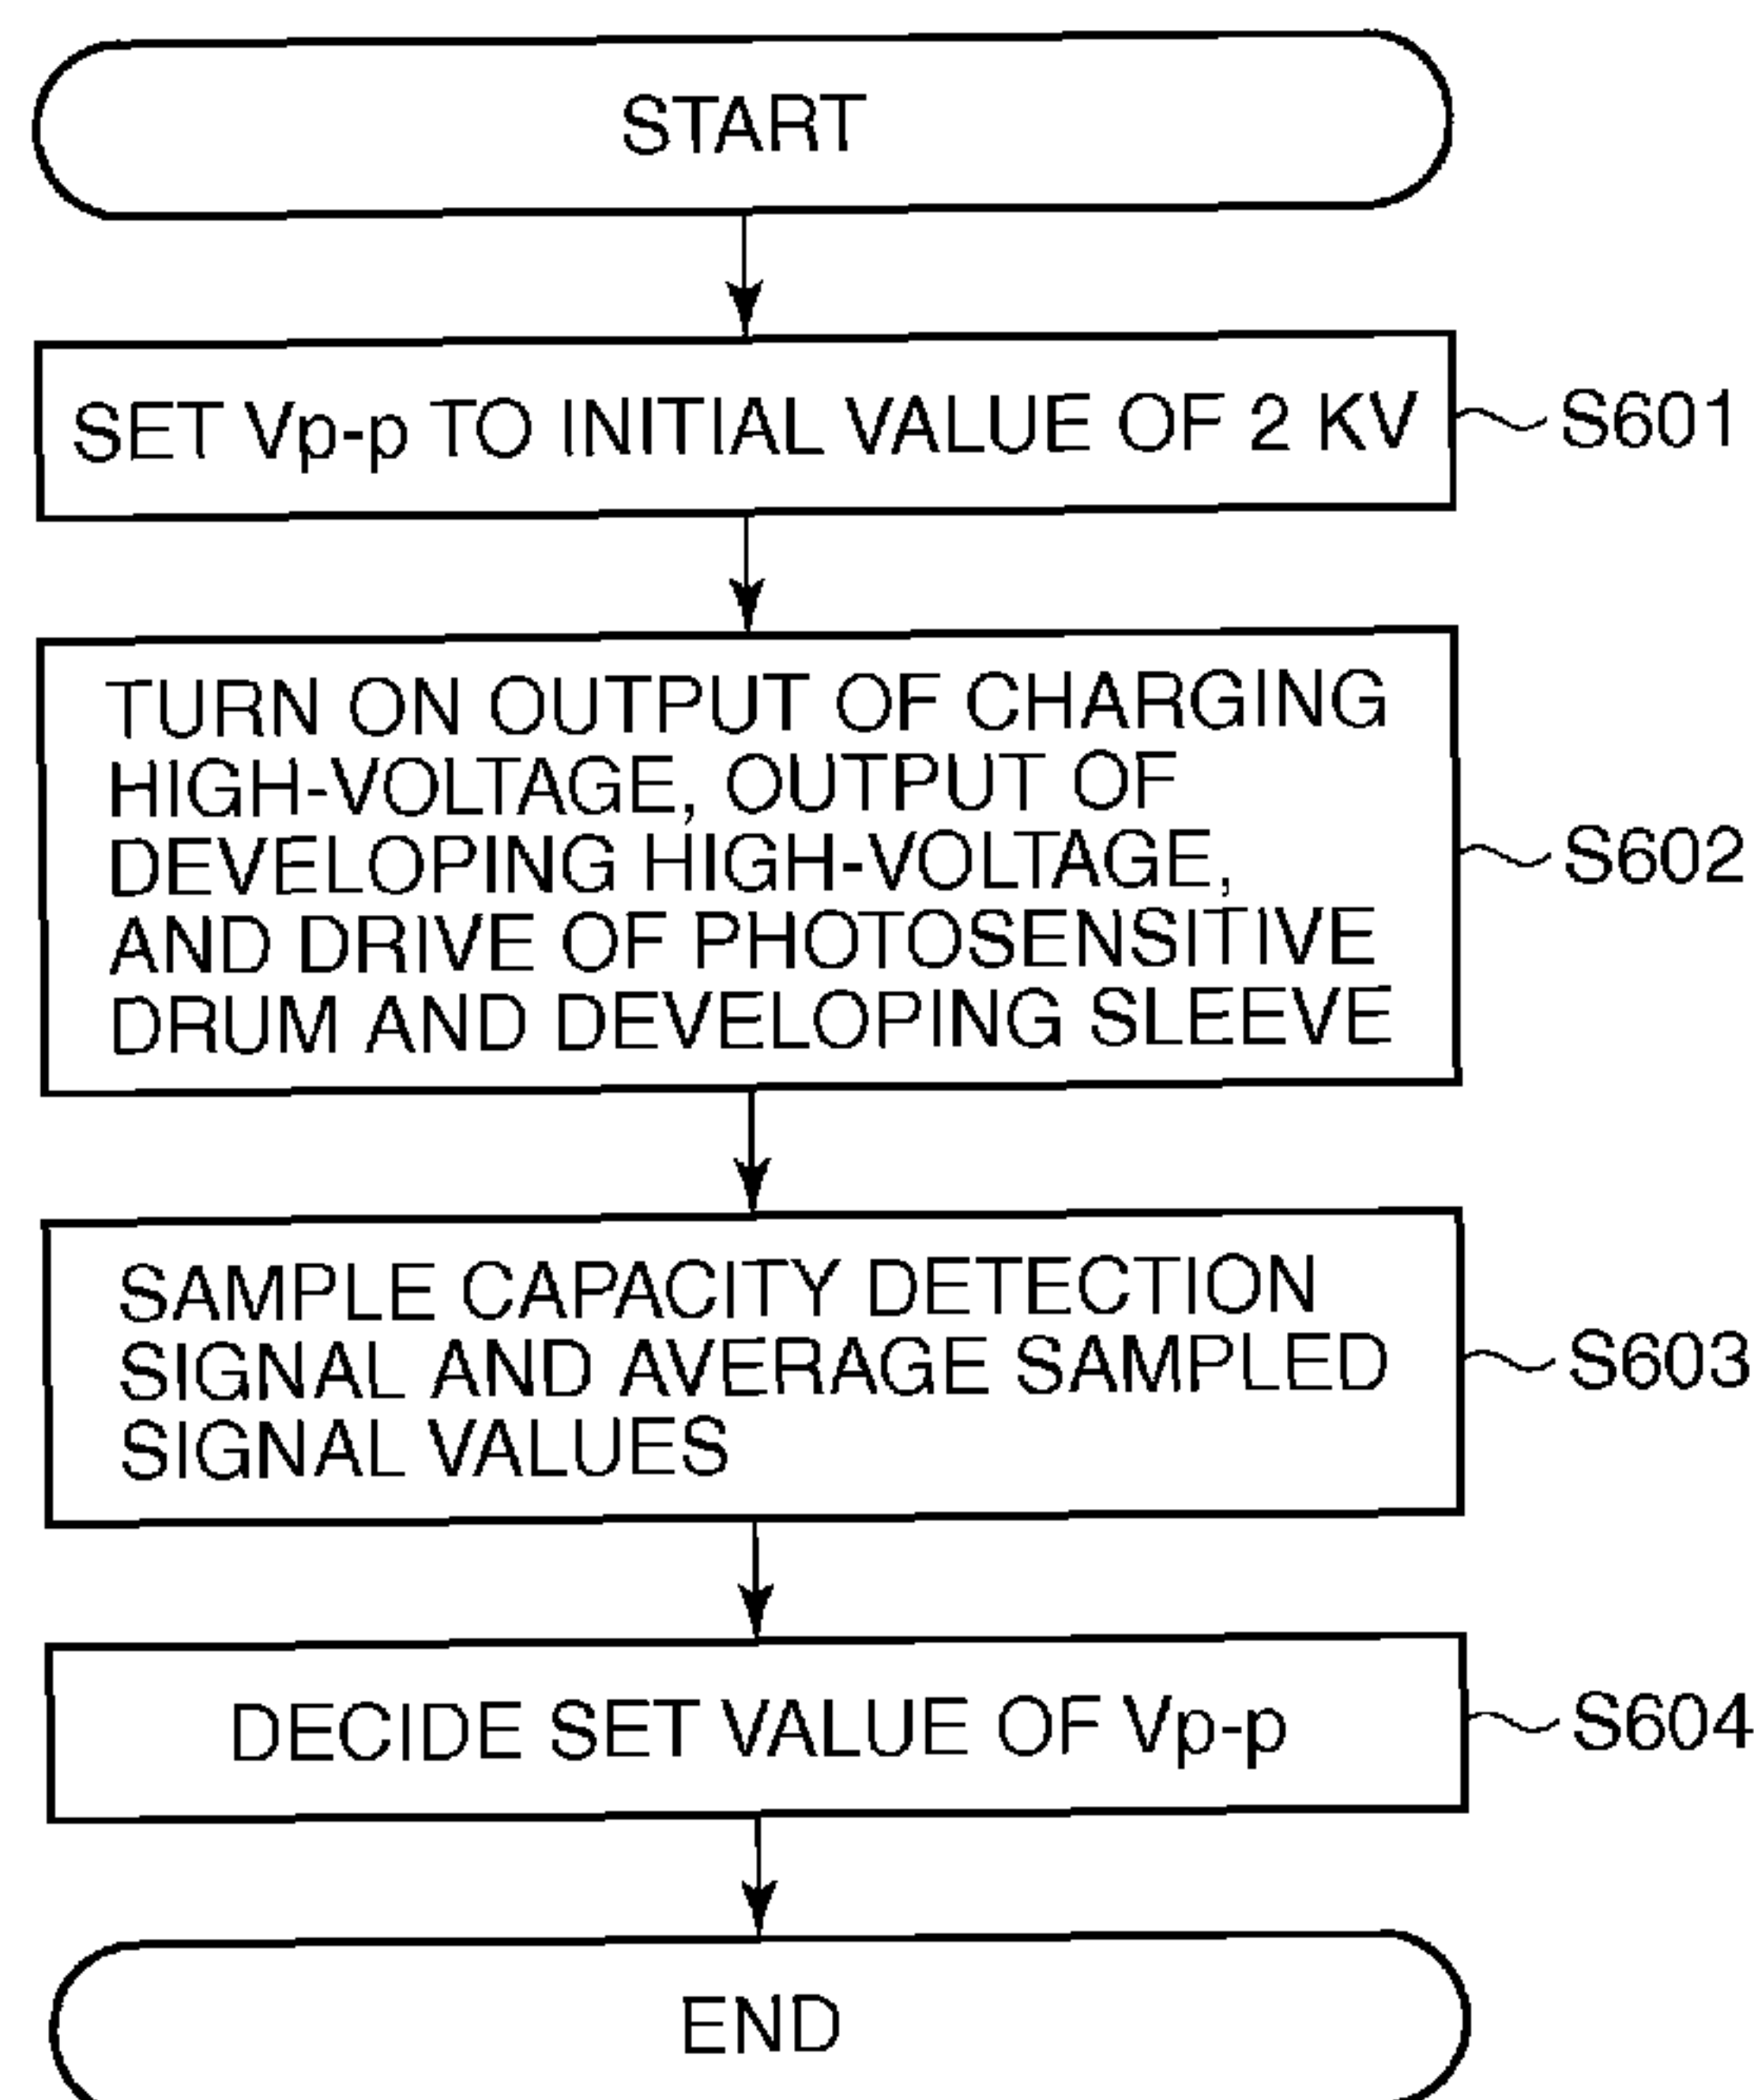 START
SET Vp-p TO INITIAL VALUE OF 2 KV
S601
TURN ON OUTPUT OF CHARGING
HIGH-VOLTAGE, OUTPUT OF
DEVELOPING HIGH-VOLTAGE,
AND DRIVE OF PHOTOSENSITIVE
DRUM AND DEVELOPING SLEEVE
S602
SAMPLE CAPACITY DETECTION
SIGNAL AND AVERAGE SAMPLED
SIGNAL VALUES
S603
DECIDE SET VALUE OF Vp-p
S604
END